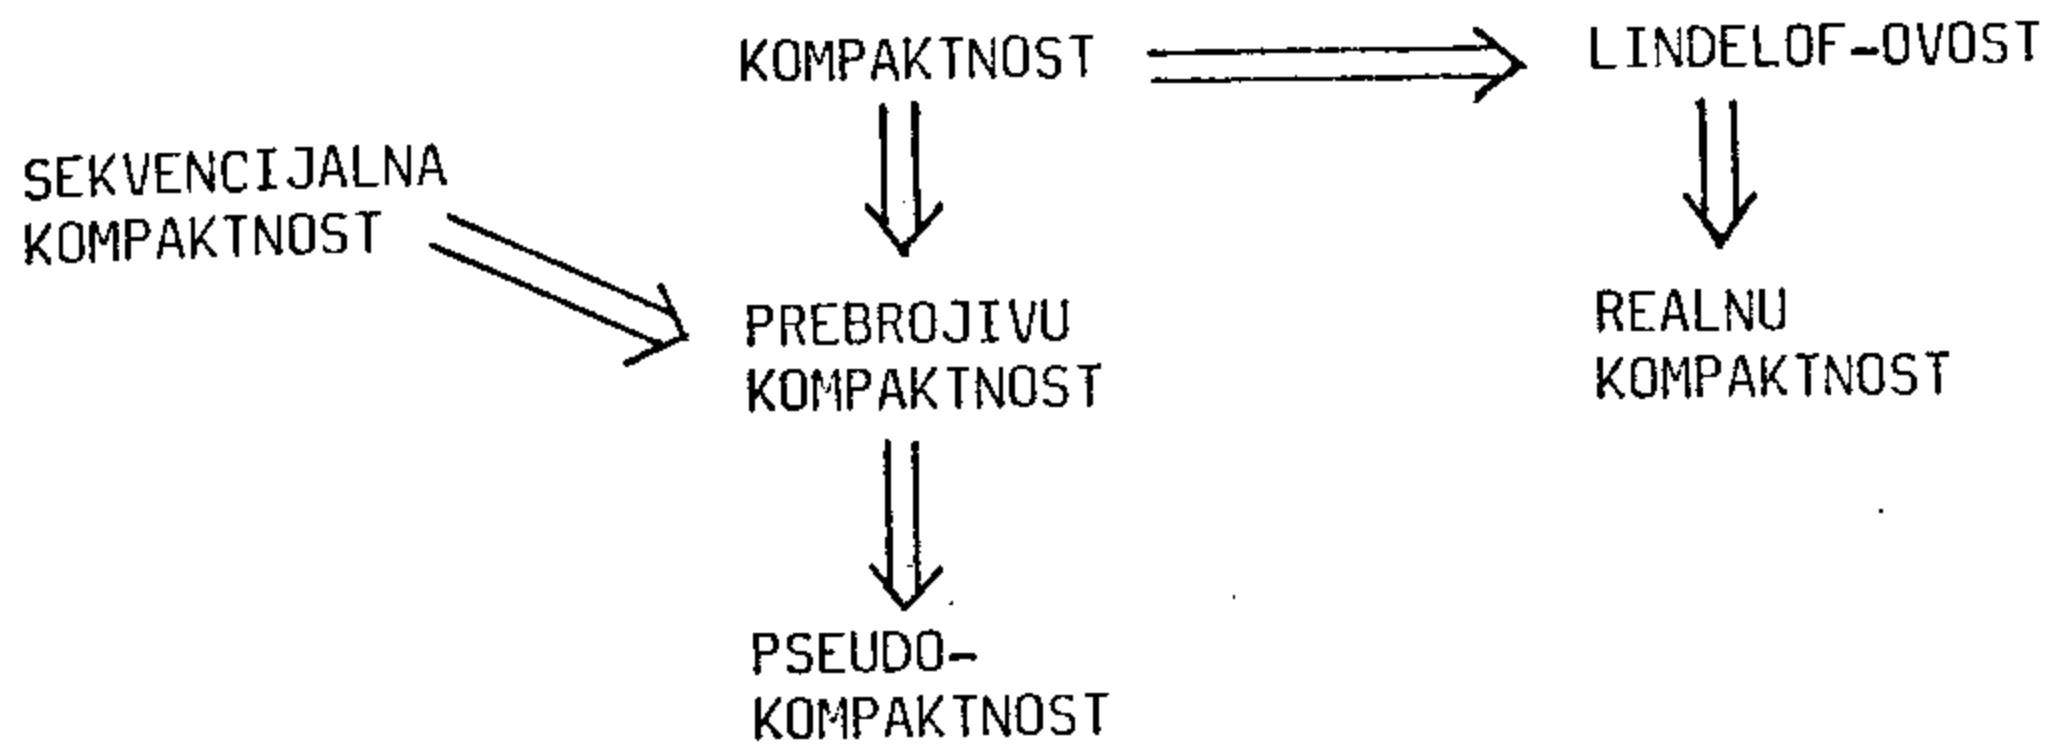 KOMPAKTNOST
LINDELOF-OVOST
SEKVENCIJALNA
KOMPAKTNOST
PREBROJIVU
KOMPAKTNOST
REALNU
KOMPAKTNOST
PSEUDO-
KOMPAKTNOST